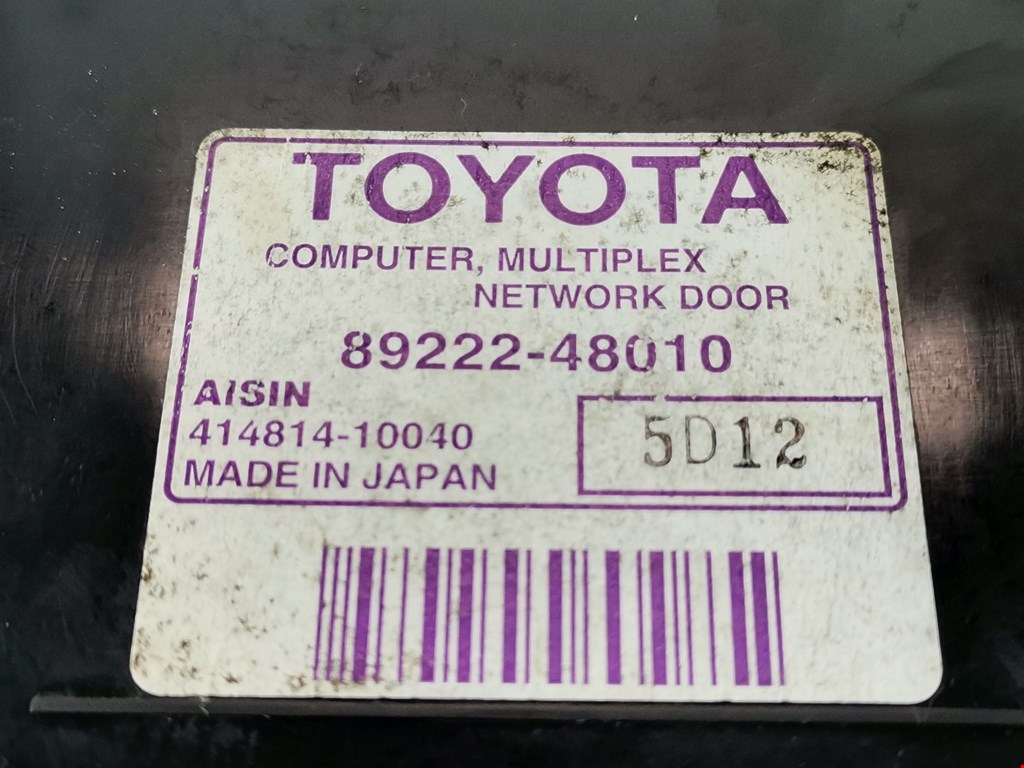 TOYOTA
COMPUTER, MULTIPLEX
NETWORK DOOR
89222-48010
AISIN
414814-10040
MADE IN JAPAN
5D12